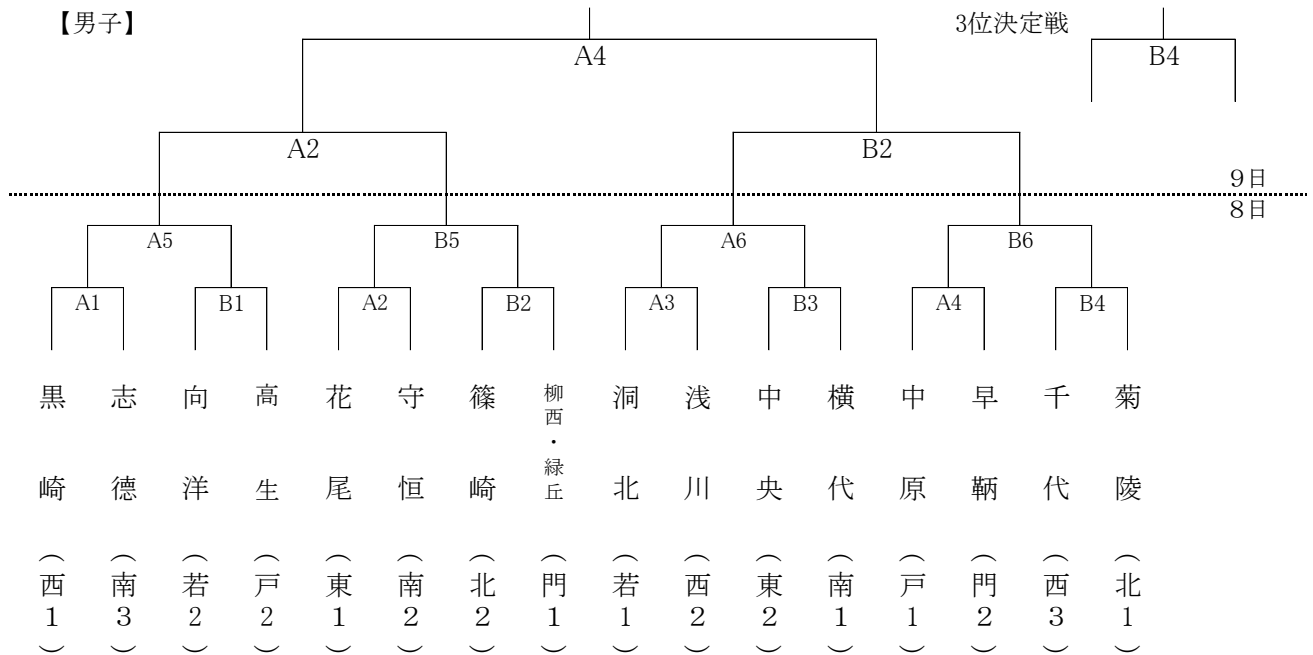 【男子】
3位決定戦
A4
B4
A2
B2
9日
8日
A5
B5
A6
B6
A1
B1
A2
B2
A3
B3
A4
B4
黒崎（西1）
志徳（南3）
向洋（若2）
高生（戸2）
花尾（東1）
守恒（南2）
篠崎（北2）
柳西・緑丘（門1）
洞北（若1）
浅川（西2）
中央（東2）
横代（南1）
中原（戸1）
早鞆（門2）
千代（西3）
菊陵（北1）